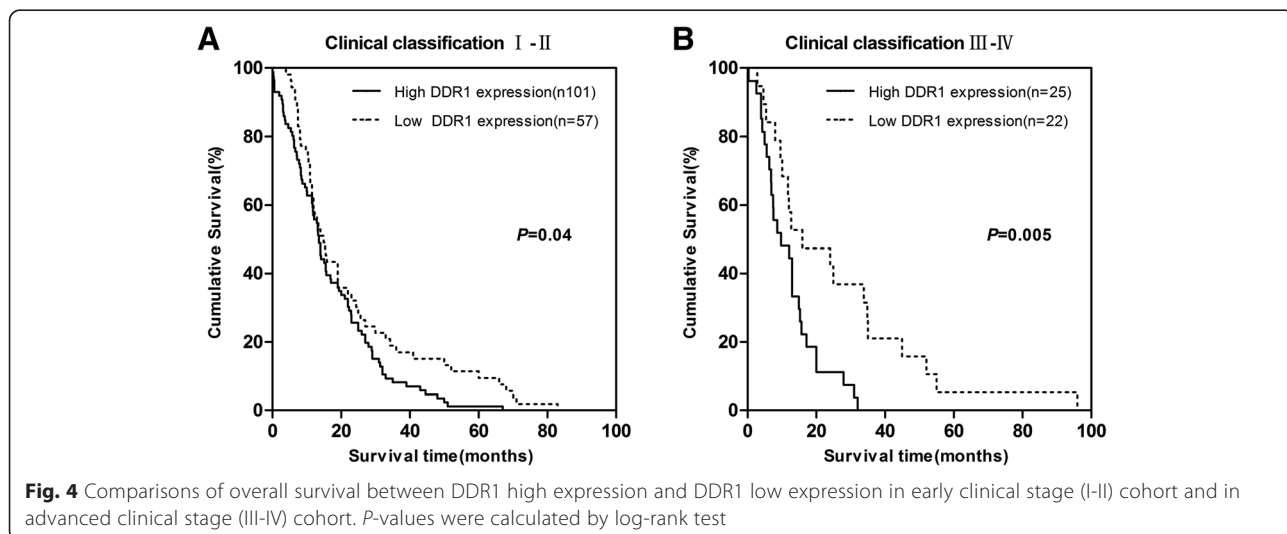 A
Clinical classification Ⅰ-Ⅱ
High DDR1 expression(n101)
Low DDR1 expression(n=57)
P=0.04
Cumulative Survival(%)
100
80
60
40
20
0
0 20 40 60 80 100
Survival time(months)
B
Clinical classification Ⅲ-Ⅳ
High DDR1 expression(n=25)
Low DDR1 expression(n=22)
P=0.005
Cumulative Survival(%)
100
80
60
40
20
0
0 20 40 60 80 100
Survival time(months)
Fig. 4 Comparisons of overall survival between DDR1 high expression and DDR1 low expression in early clinical stage (I-II) cohort and in
advanced clinical stage (III-IV) cohort. P-values were calculated by log-rank test